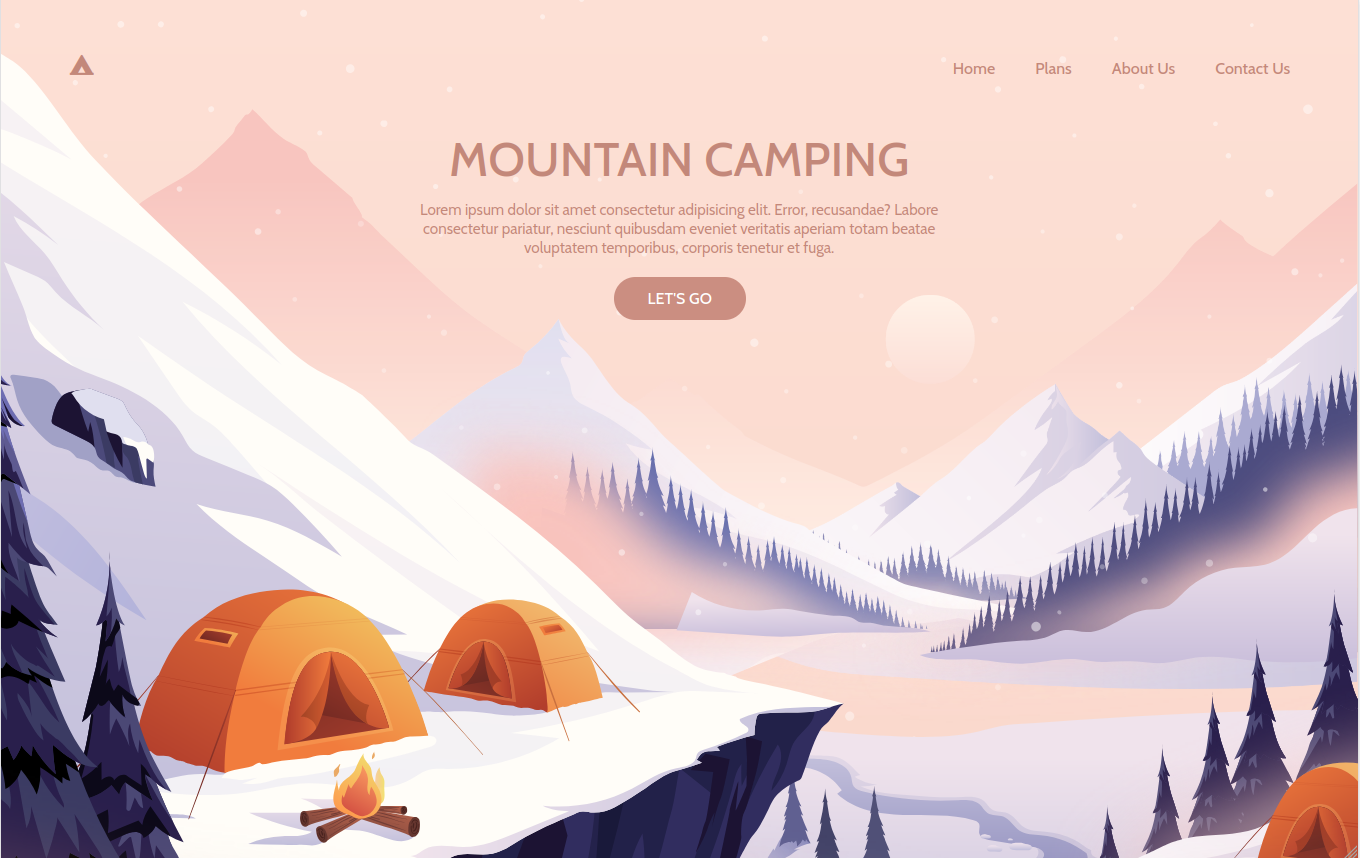 Home Plans About Us Contact Us
MOUNTAIN CAMPING
Lorem ipsum dolor sit amet consectetur adipisicing elit. Error, recusandae? Labore
consectetur pariatur, nesciunt quibusdam eveniet veritatis aperiam totam beatae
voluptatem temporibus, corporis tenetur et fuga.
LET'S GO